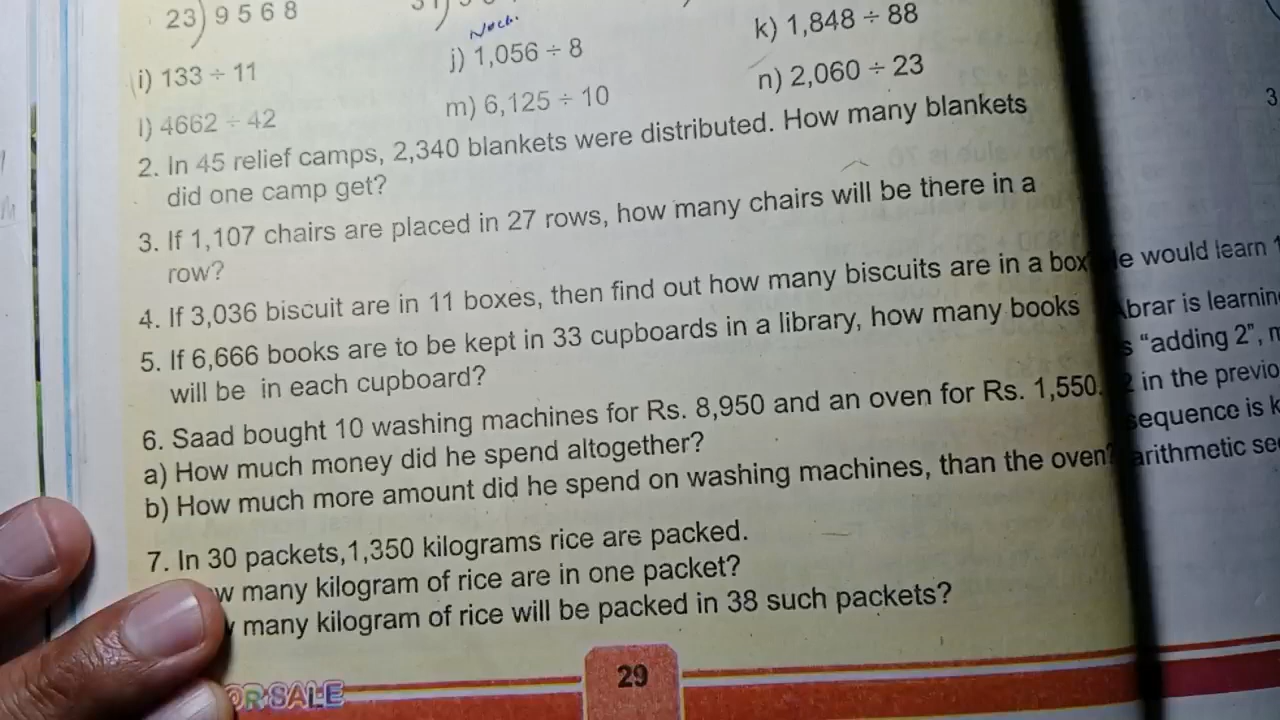 23)9568
i) 133 ÷ 11
j) 1,056 ÷ 8
k) 1,848 ÷ 88
l) 4662 ÷ 42
m) 6,125 ÷ 10
n) 2,060 ÷ 23
2. In 45 relief camps, 2,340 blankets were distributed. How many blankets
did one camp get?
3. If 1,107 chairs are placed in 27 rows, how many chairs will be there in a
row?
4. If 3,036 biscuit are in 11 boxes, then find out how many biscuits are in a box
5. If 6,666 books are to be kept in 33 cupboards in a library, how many books
will be in each cupboard?
6. Saad bought 10 washing machines for Rs. 8,950 and an oven for Rs. 1,550.
a) How much money did he spend altogether?
b) How much more amount did he spend on washing machines, than the oven?
7. In 30 packets,1,350 kilograms rice are packed.
w many kilogram of rice are in one packet?
many kilogram of rice will be packed in 38 such packets?
OR SALE
29
3
would learn
brar is learnin
"adding 2",
2 in the previo
sequence is k
arithmetic se